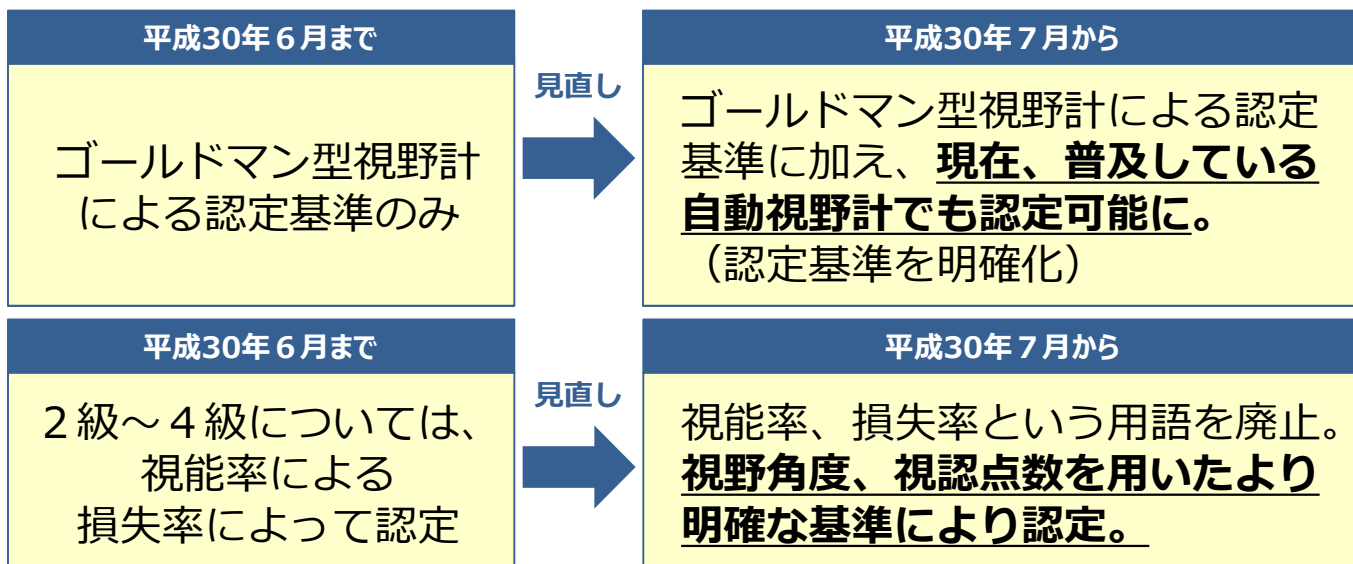 平成30年6月まで
ゴールドマン型視野計
による認定基準のみ
見直し
平成30年7月から
ゴールドマン型視野計による認定
基準に加え、現在、普及している
自動視野計でも認定可能に。
（認定基準を明確化）
平成30年6月まで
２級～４級については、
視能率による
損失率によって認定
見直し
平成30年7月から
視能率、損失率という用語を廃止。
視野角度、視認点数を用いたより
明確な基準により認定。